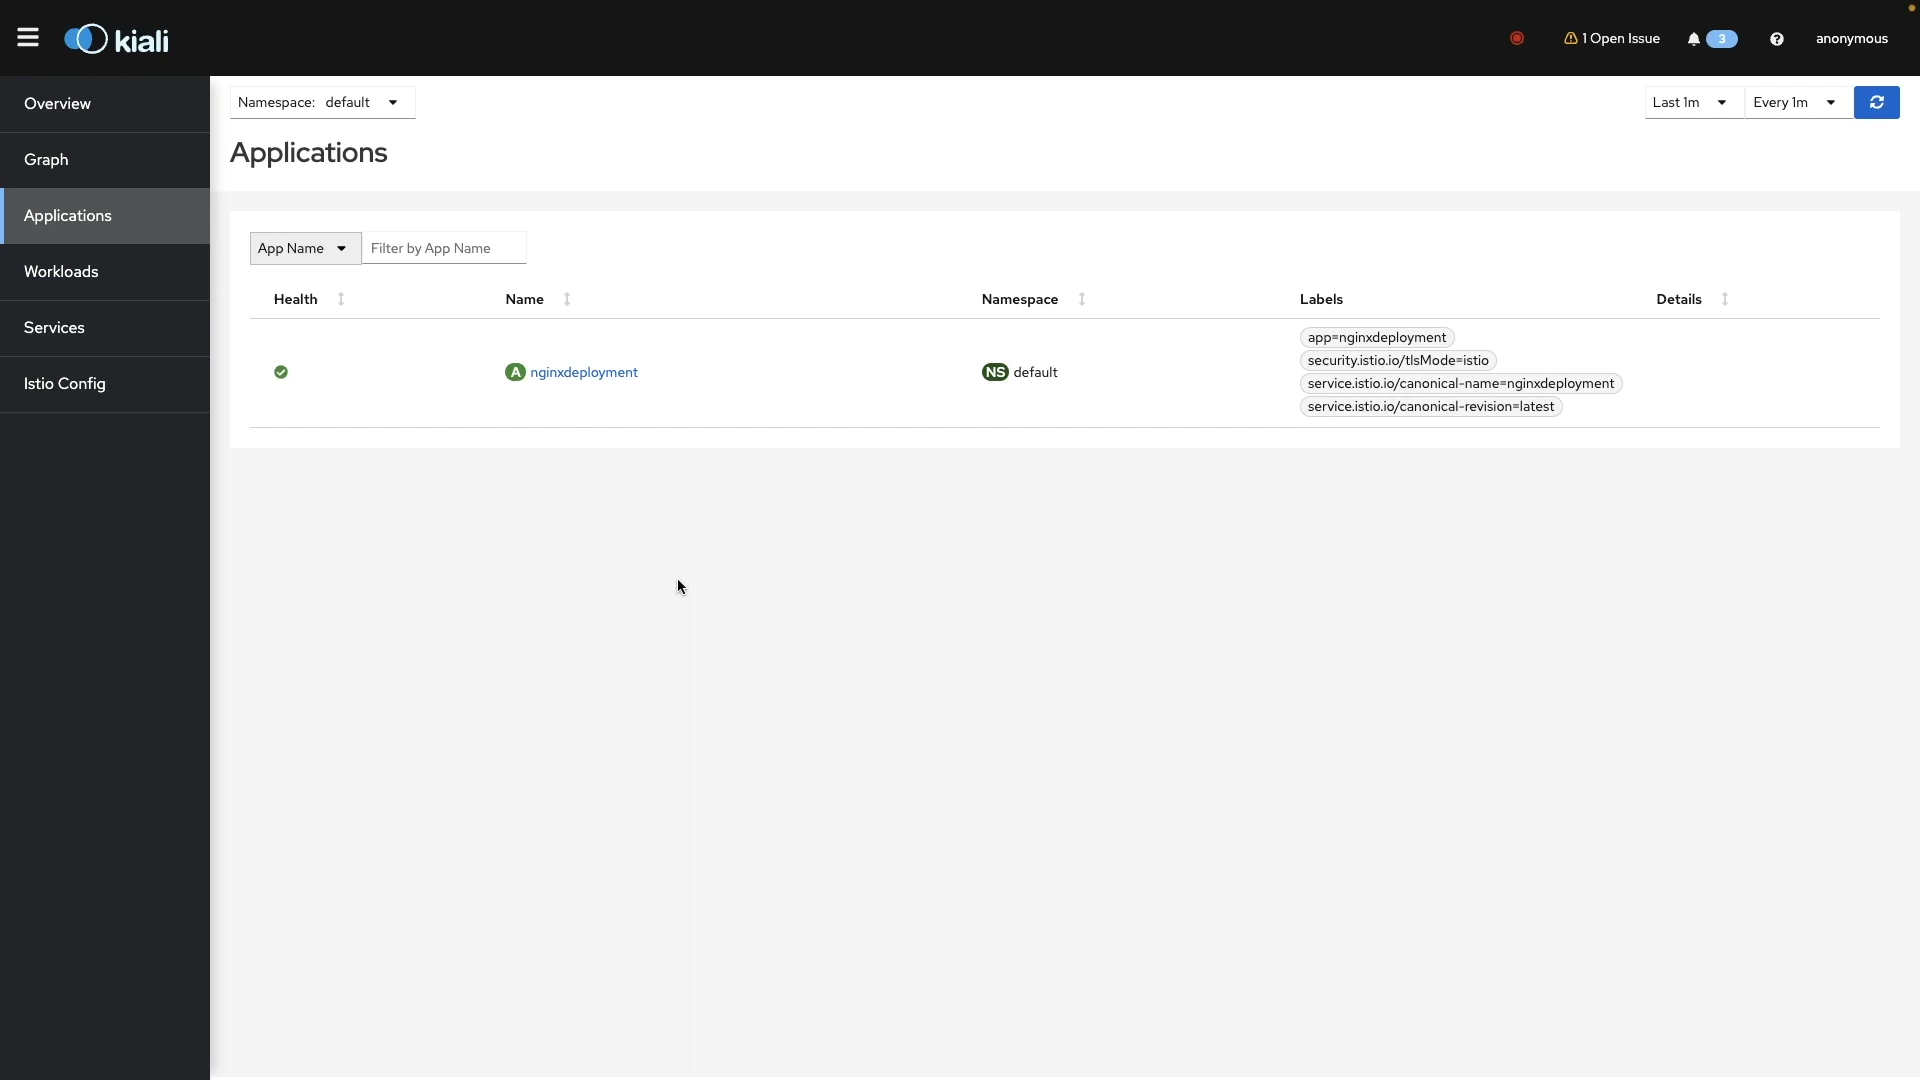 kiali
1 Open Issue
3
anonymous
Overview
Graph
Applications
Workloads
Services
Istio Config
Namespace: default
Last 1m
Every 1m
Applications
App Name
Filter by App Name
Health Name Namespace Labels Details
A nginxdeployment
NS default
app=nginxdeployment
security.istio.io/tlsMode=istio
service.istio.io/canonical-name=nginxdeployment
service.istio.io/canonical-revision=latest